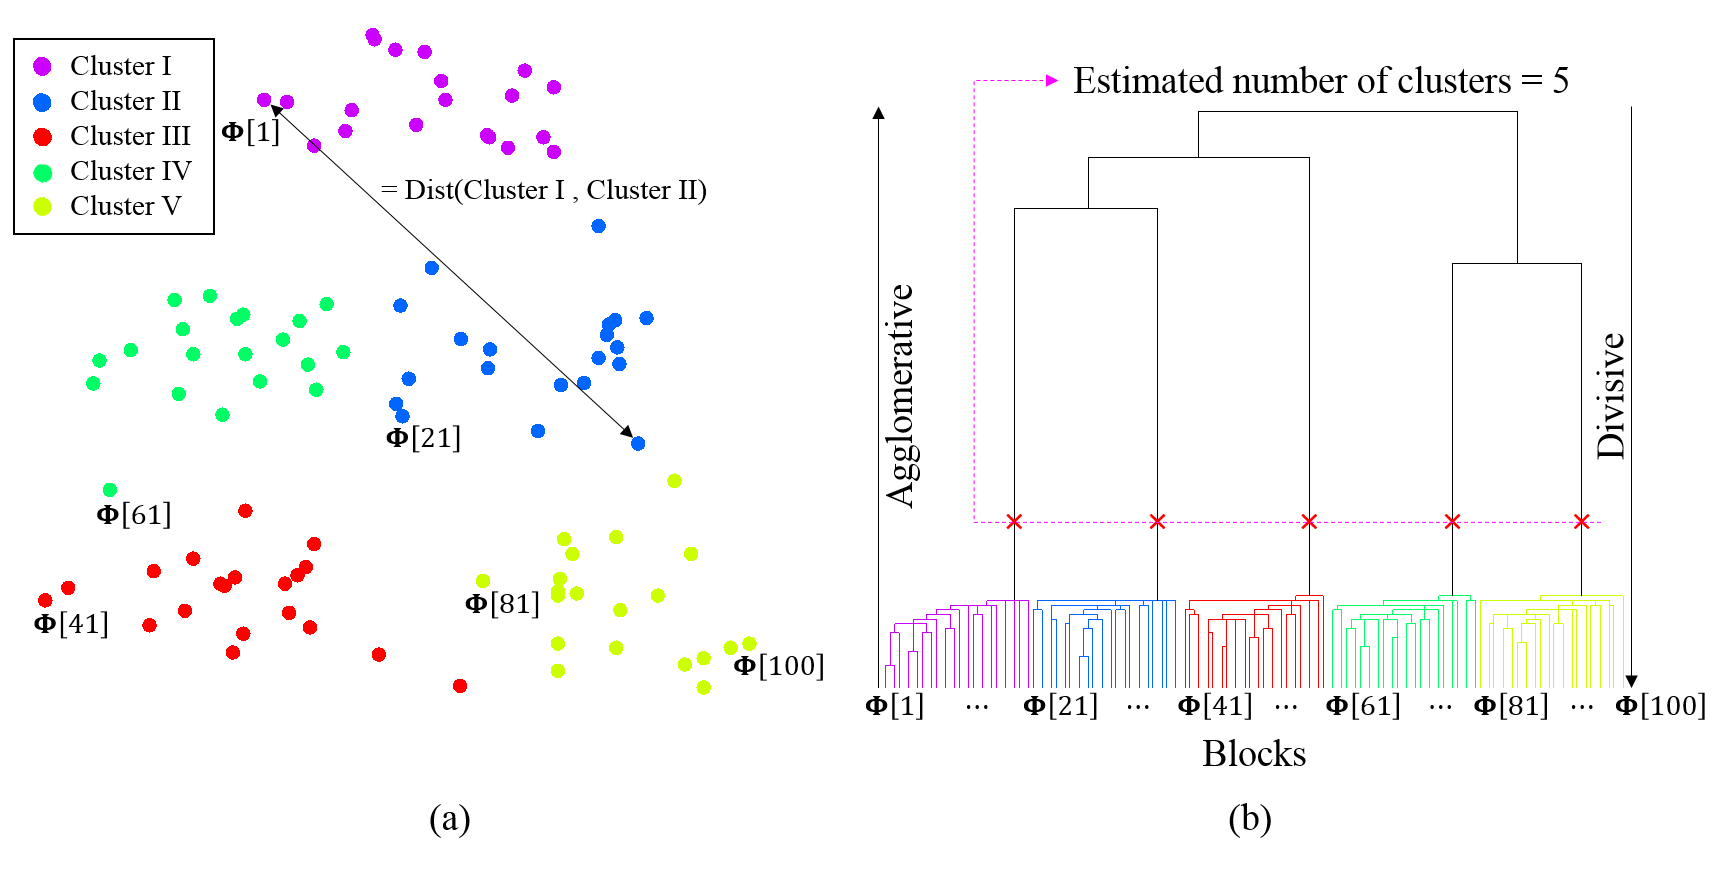 Cluster I
Cluster II
Cluster III
Cluster IV
Cluster V
Φ[1]
= Dist(Cluster I , Cluster II)
Φ[21]
Φ[61]
Φ[41]
Φ[81]
Φ[100]
(a)
Estimated number of clusters = 5
Agglomerative
Divisive
Φ[1] ... Φ[21] ... Φ[41] ... Φ[61] ... Φ[81] ... Φ[100]
Blocks
(b)